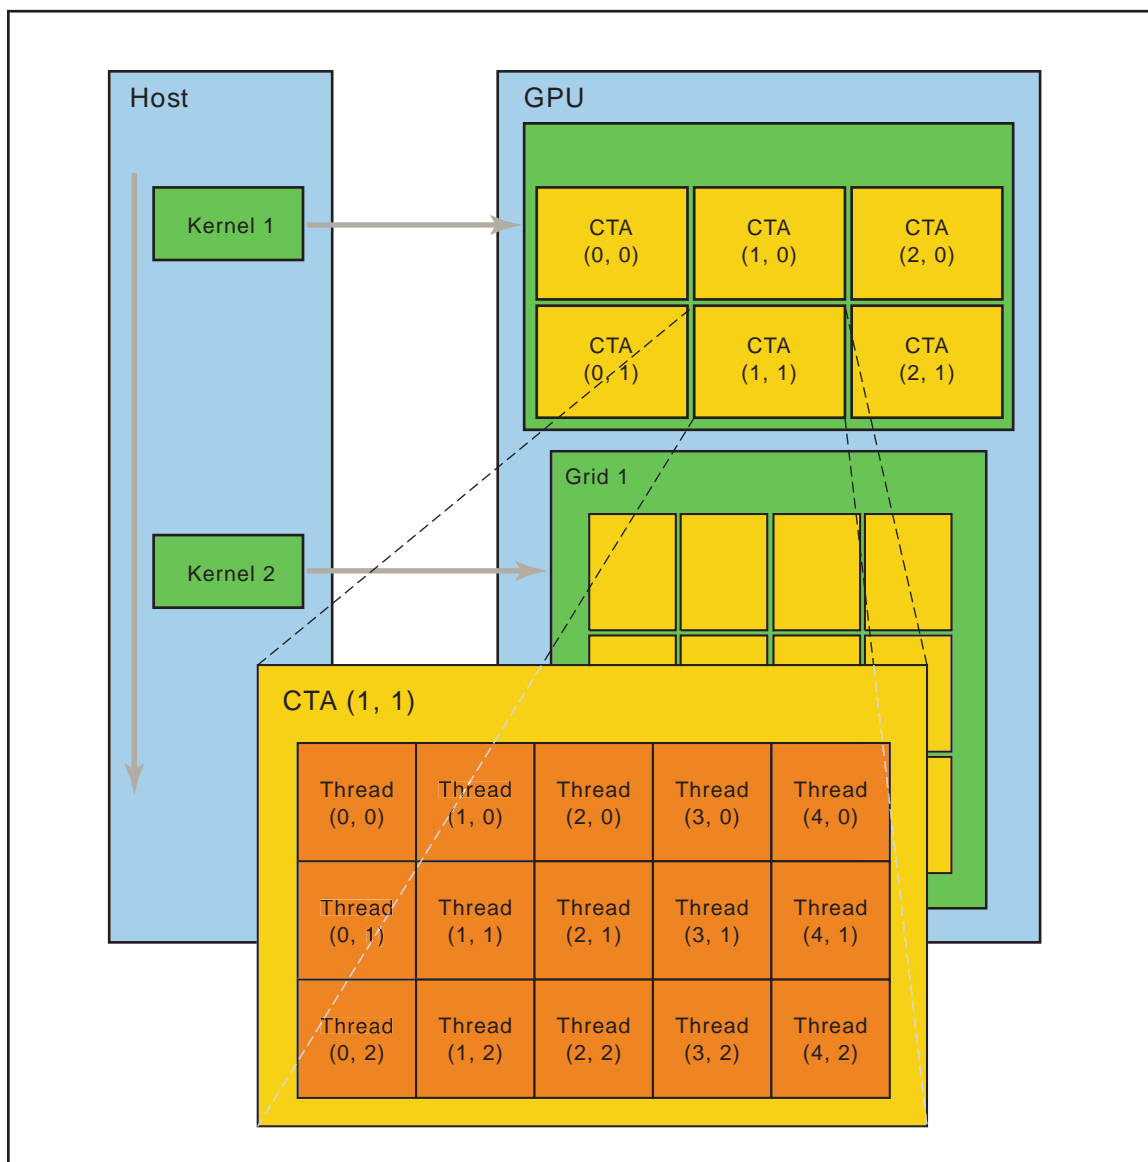 Host
GPU
Kernel 1
CTA
(0, 0)
CTA
(1, 0)
CTA
(2, 0)
CTA
(0, 1)
CTA
(1, 1)
CTA
(2, 1)
Grid 1
Kernel 2
CTA (1, 1)
Thread
(0, 0)
Thread
(1, 0)
Thread
(2, 0)
Thread
(3, 0)
Thread
(4, 0)
Thread
(0, 1)
Thread
(1, 1)
Thread
(2, 1)
Thread
(3, 1)
Thread
(4, 1)
Thread
(0, 2)
Thread
(1, 2)
Thread
(2, 2)
Thread
(3, 2)
Thread
(4, 2)